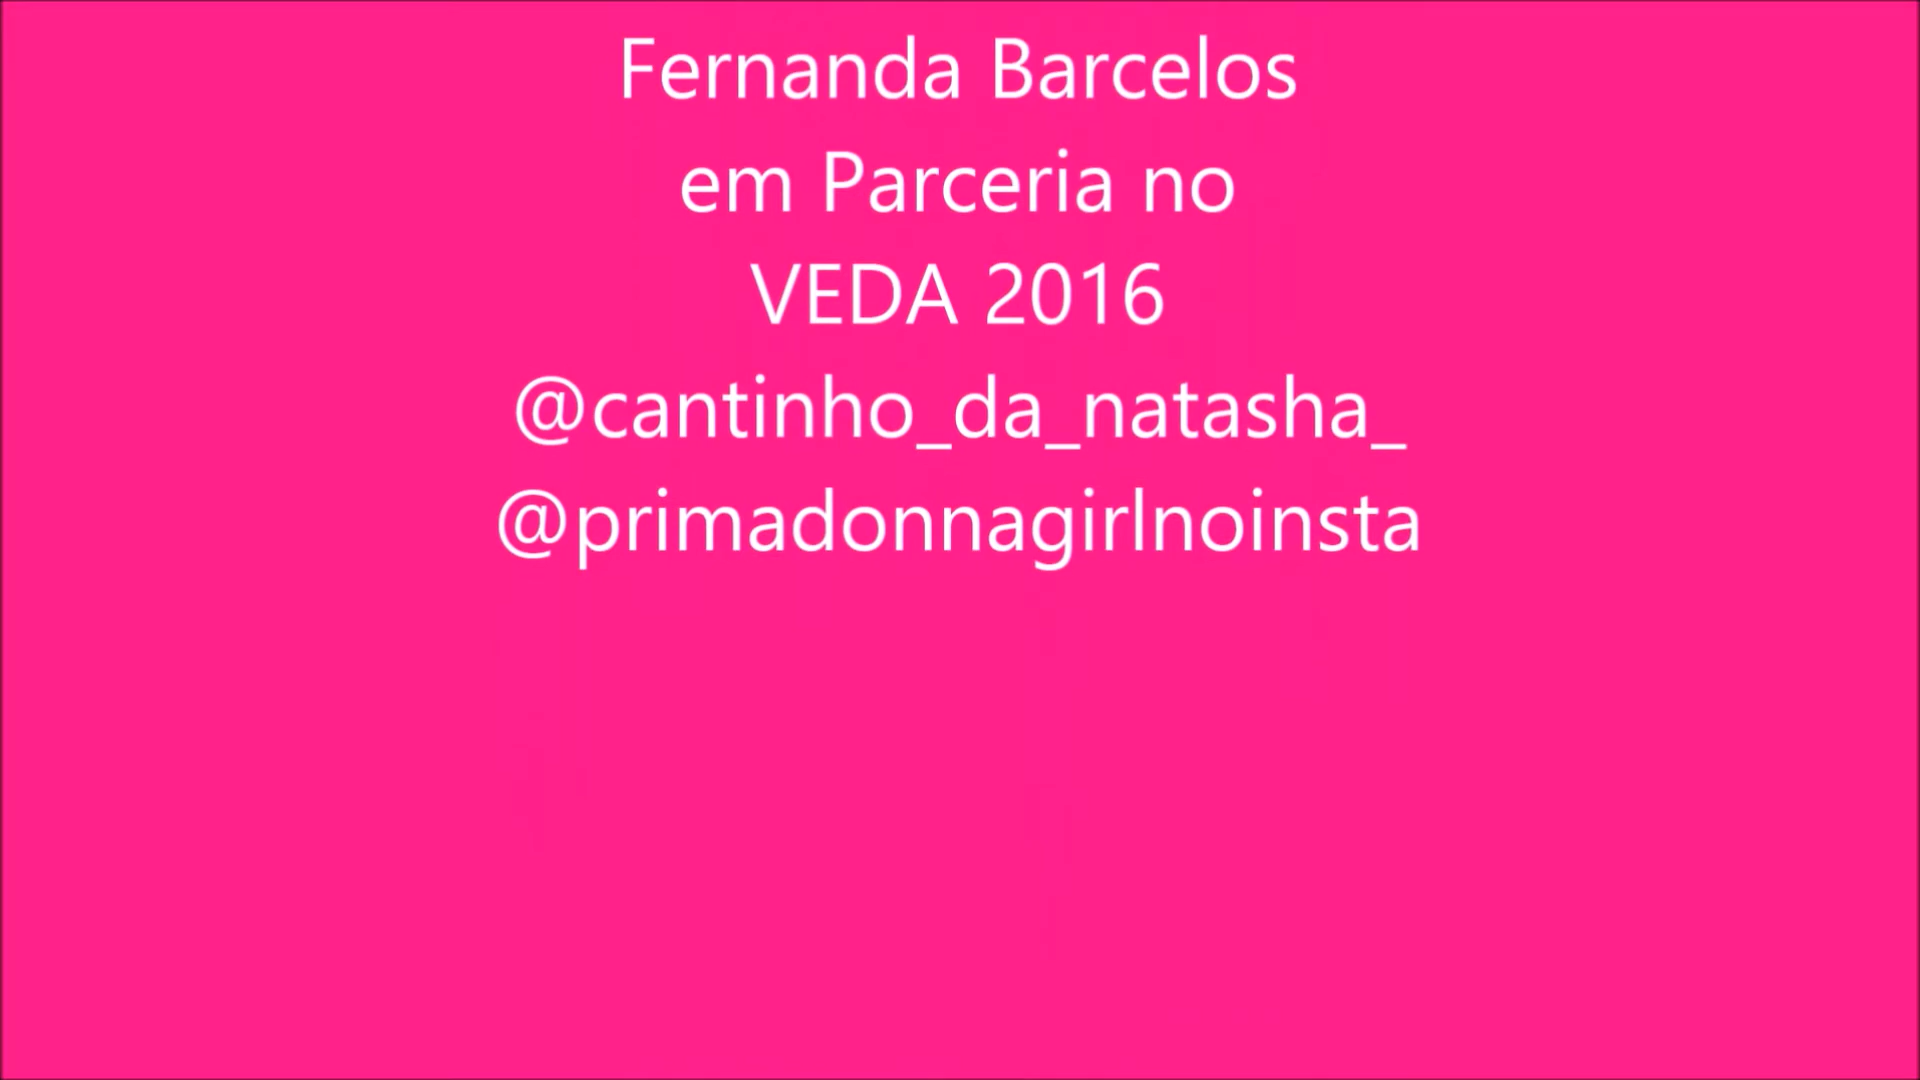 Fernanda Barcelos
em Parceria no
VEDA 2016
@cantinho_da_natasha_
@primadonnagirlnoinsta